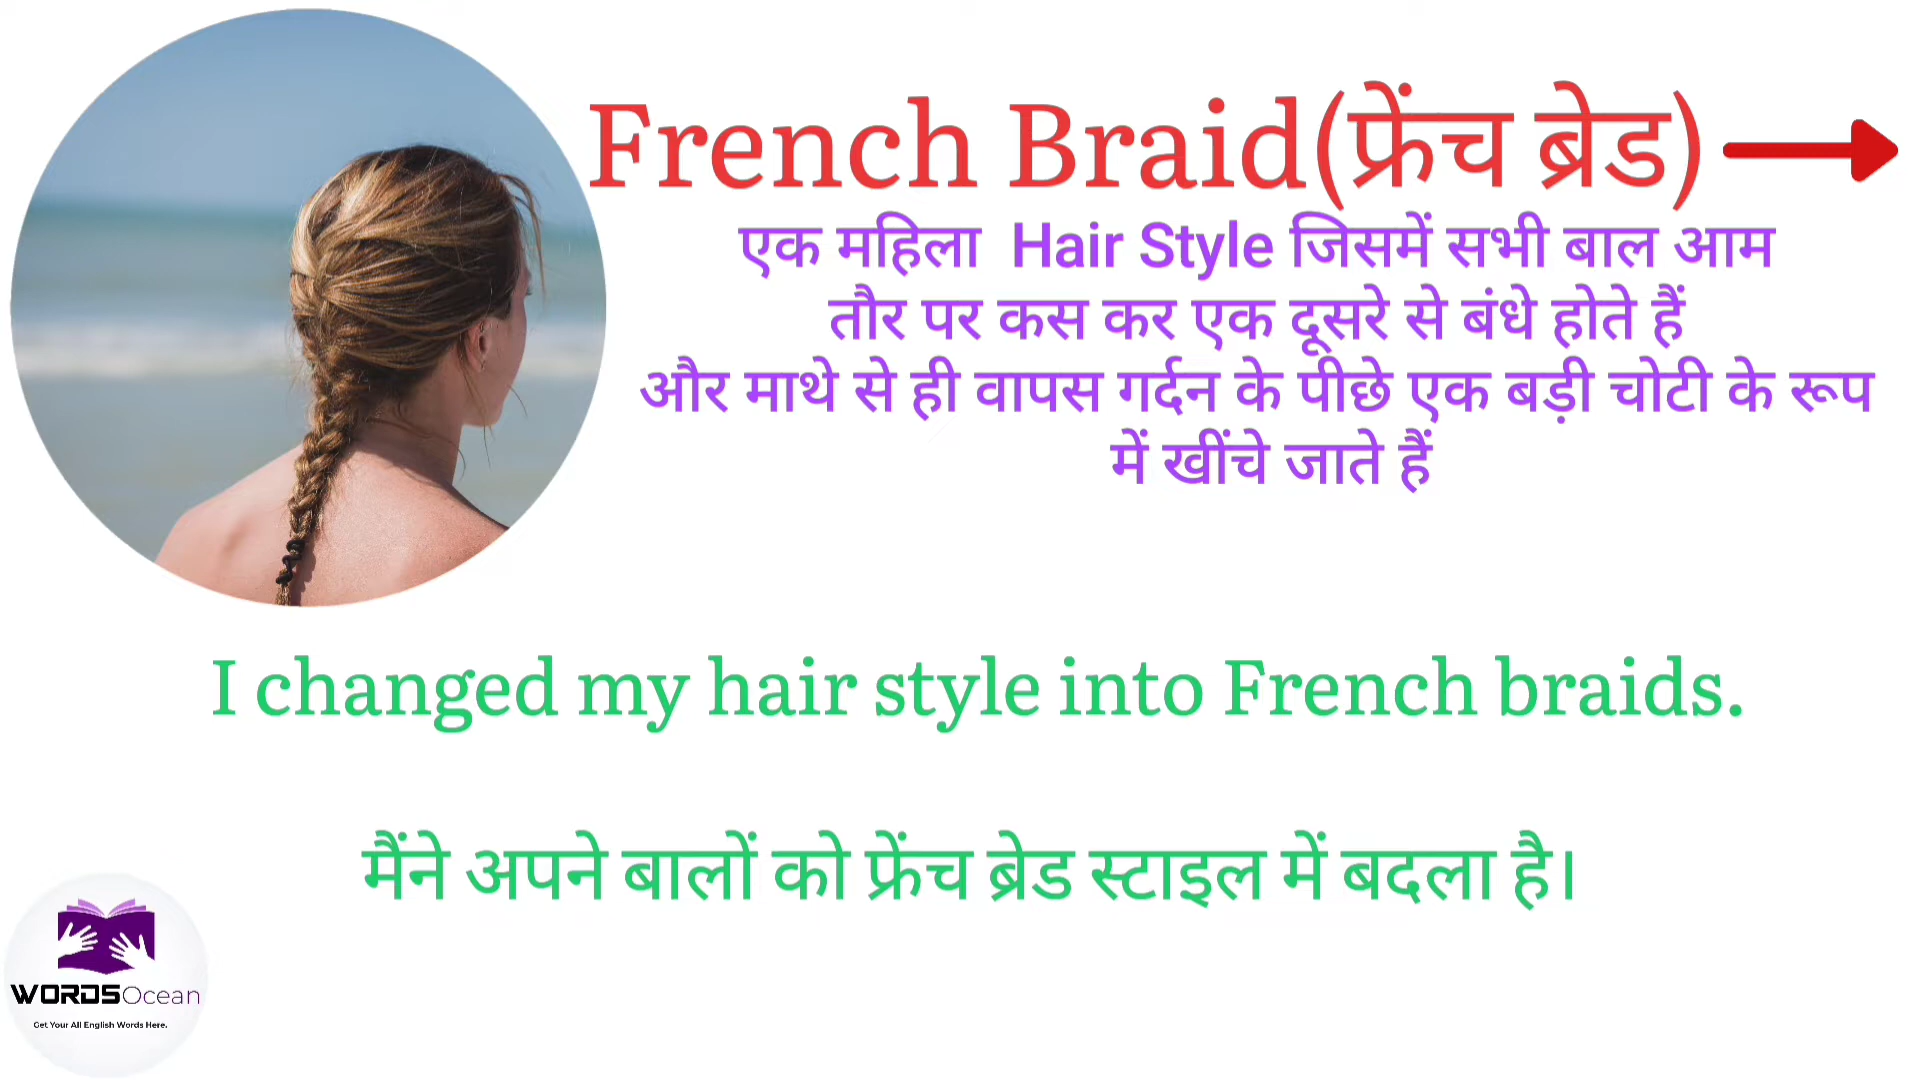 French Braid(फ्रेंच ब्रेड)
एक महिला Hair Style जिसमें सभी बाल आम
तौर पर कस कर एक दूसरे से बंधे होते हैं
और माथे से ही वापस गर्दन के पीछे एक बड़ी चोटी के रूप
में खींचे जाते हैं
I changed my hair style into French braids.
मैंने अपने बालों को फ्रेंच ब्रेड स्टाइल में बदला है।
WORDSOcean
Get Your All English Words Here.